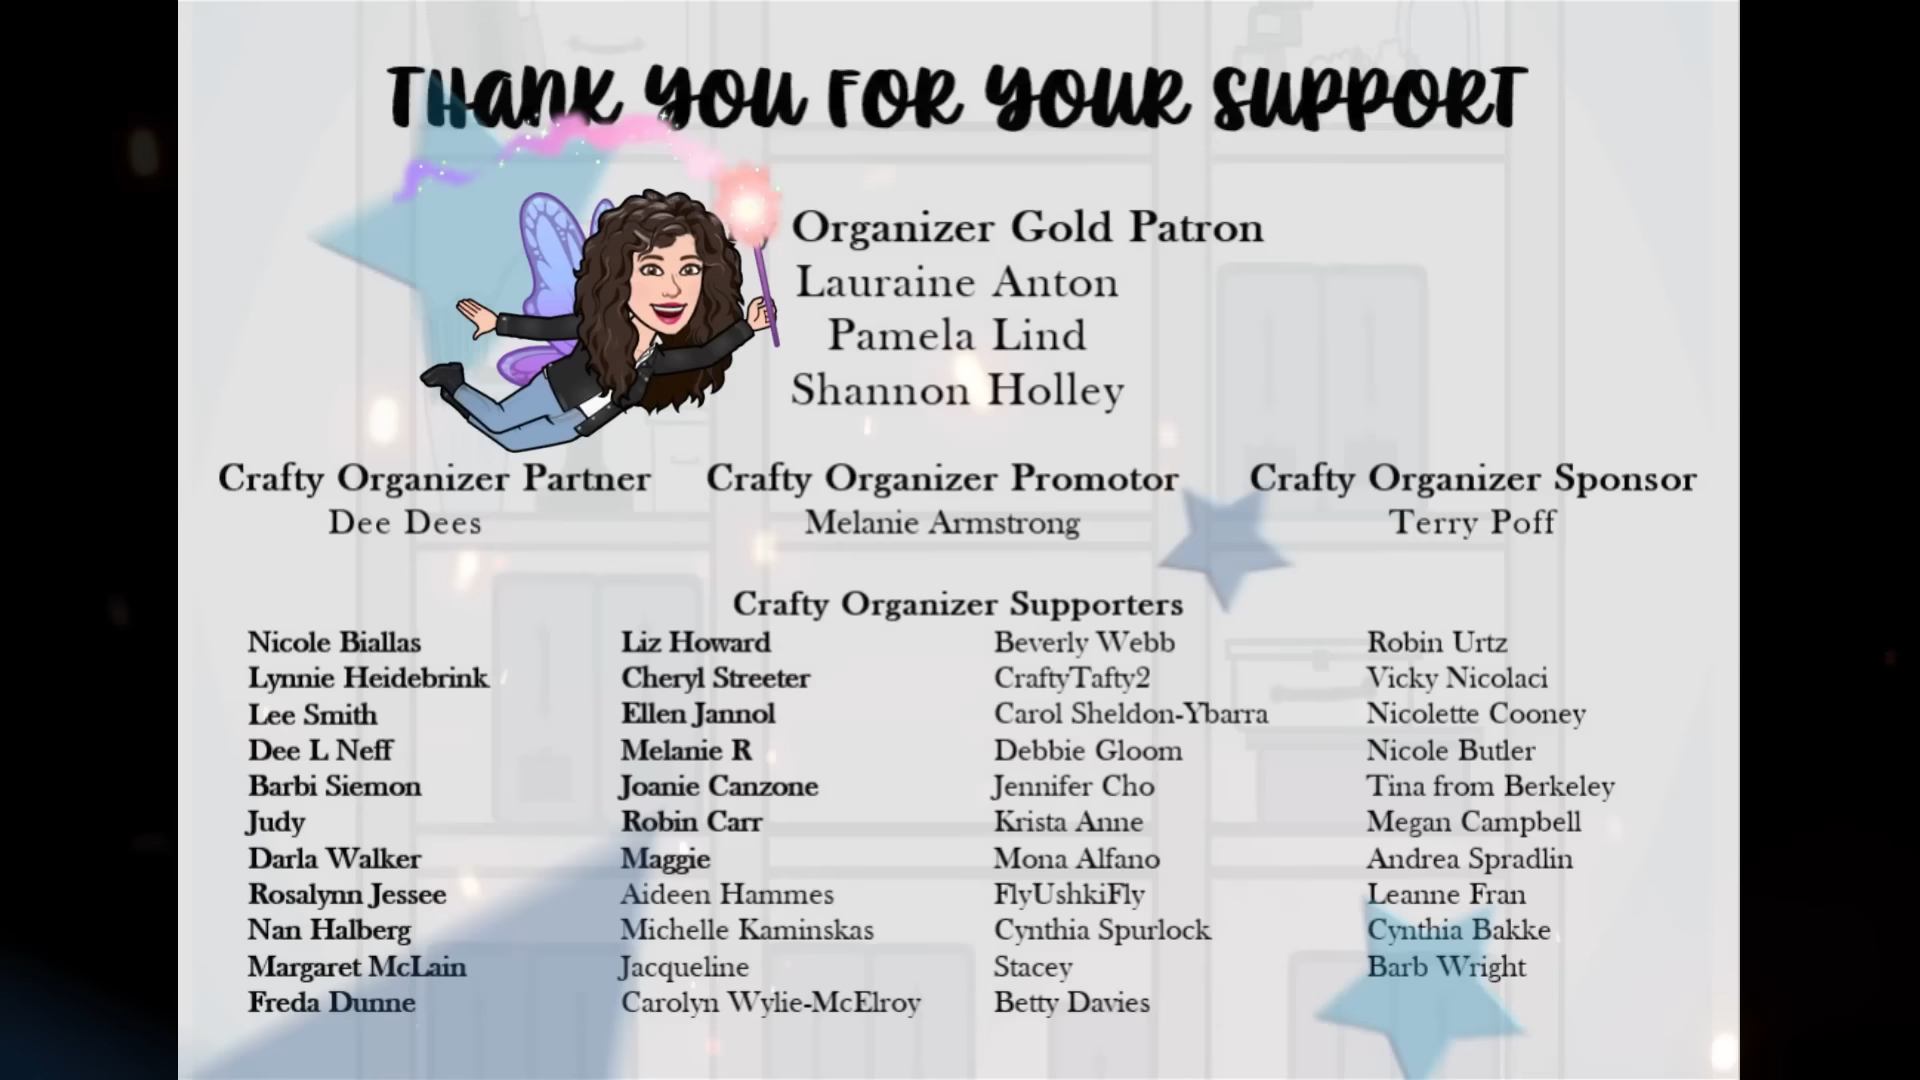 THANK YOU FOR YOUR SUPPORT
Organizer Gold Patron
Lauraine Anton
Pamela Lind
Shannon Holley
Crafty Organizer Partner
Dee Dees
Crafty Organizer Promotor
Melanie Armstrong
Crafty Organizer Sponsor
Terry Poff
Crafty Organizer Supporters
Nicole Biallas
Lynnie Heidebrink
Lee Smith
Dee L Neff
Barbi Siemon
Judy
Darla Walker
Rosalynn Jessee
Nan Halberg
Margaret McLain
Freda Dunne
Liz Howard
Cheryl Streeter
Ellen Jannol
Melanie R
Joanie Canzone
Robin Carr
Maggie
Aideen Hammes
Michelle Kaminskas
Jacqueline
Carolyn Wylie-McElroy
Beverly Webb
CraftyTafty2
Carol Sheldon-Ybarra
Debbie Gloom
Jennifer Cho
Krista Anne
Mona Alfano
FlyUshkiFly
Cynthia Spurlock
Stacey
Betty Davies
Robin Urtz
Vicky Nicolaci
Nicolette Cooney
Nicole Butler
Tina from Berkeley
Megan Campbell
Andrea Spradlin
Leanne Fran
Cynthia Bakke
Barb Wright